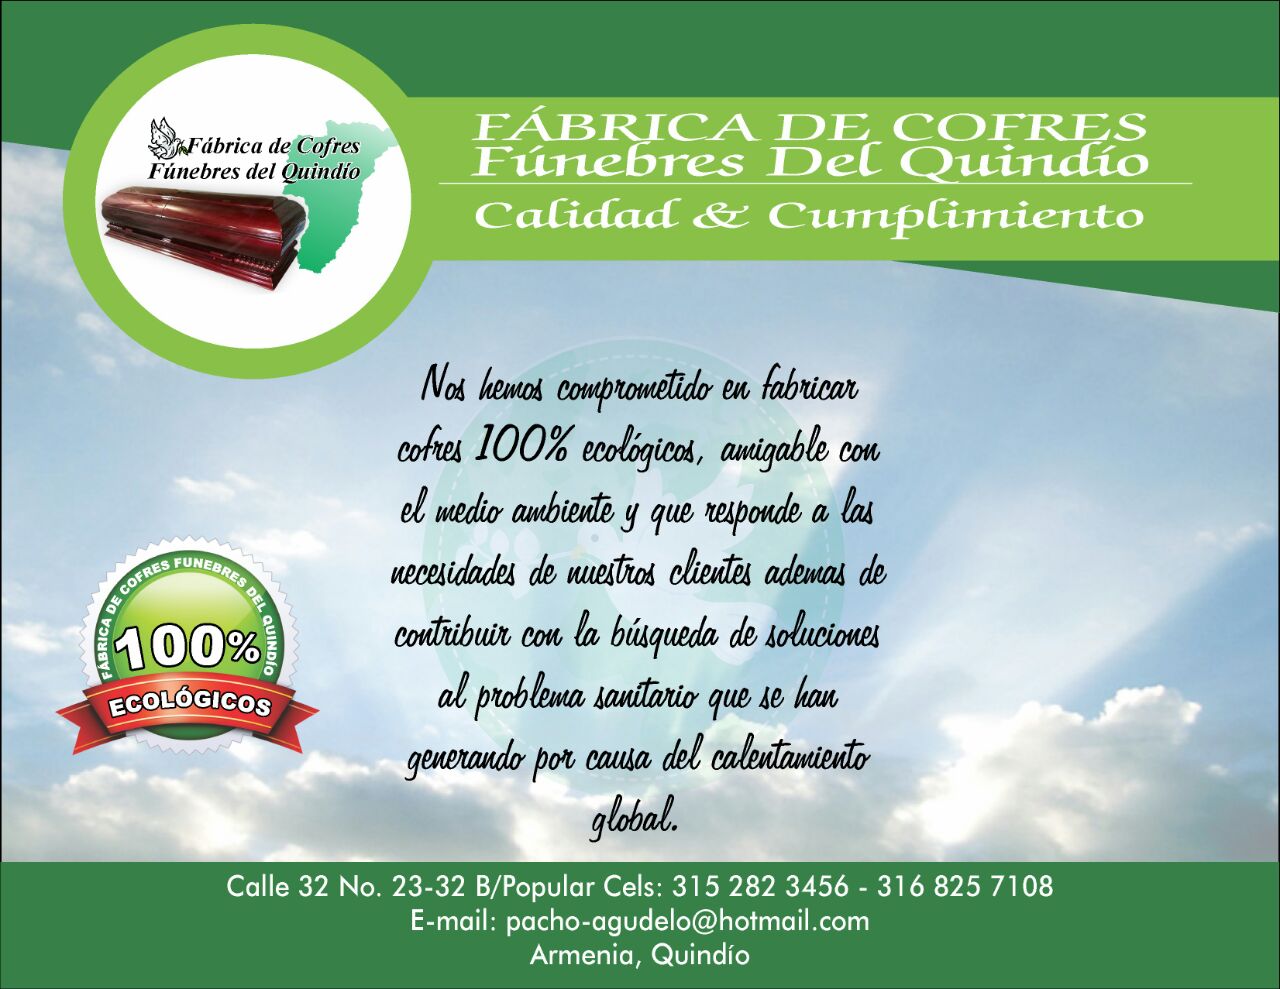 Fábrica de Cofres
Fúnebres del Quindío
FÁBRICA DE COFRES
Fúnebres Del Quindío
Calidad & Cumplimiento
Nos hemos comprometido en fabricar
cofres 100% ecológicos, amigable con
el medio ambiente y que responde a las
necesidades de nuestros clientes ademas de
contribuir con la búsqueda de soluciones
al problema sanitario que se han
generando por causa del calentamiento
global.
FÁBRICA DE COFRES FUNEBRES DEL QUINDÍO
100%
ECOLÓGICOS
Calle 32 No. 23-32 B/Popular Cels: 315 282 3456 - 316 825 7108
E-mail: pacho-agudelo@hotmail.com
Armenia, Quindío